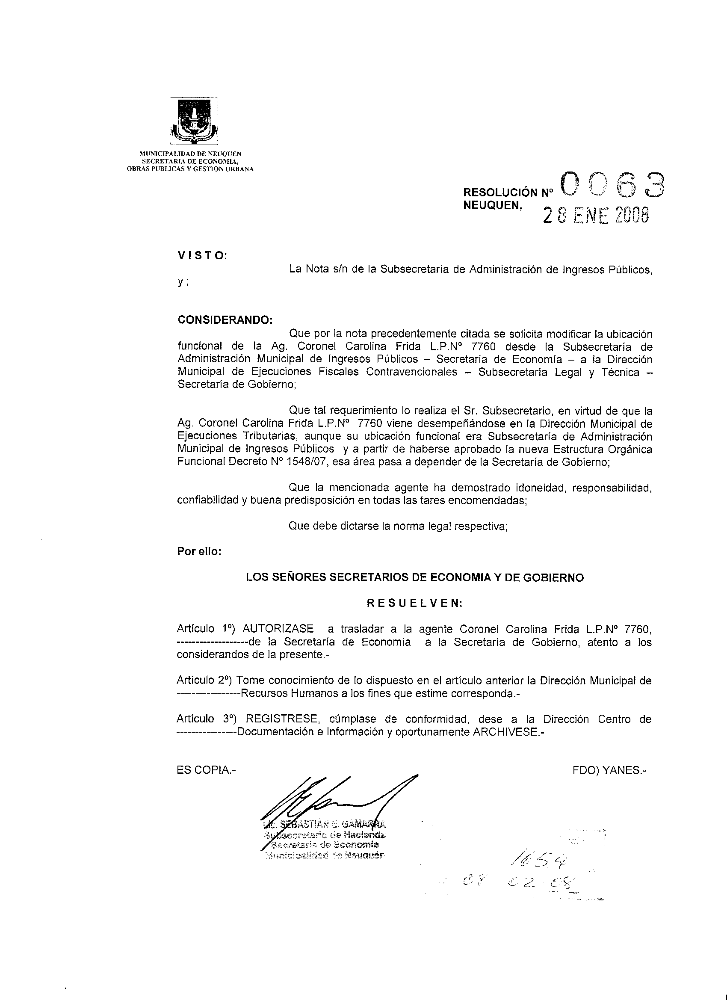 MUNICIPALIDAD DE NEUQUEN
SECRETARIA DE ECONOMIA,
OBRAS PUBLICAS Y GESTION URBANA
RESOLUCIÓN Nº 0063
NEUQUEN, 28 ENE 2008
V I S T O:
La Nota s/n de la Subsecretaría de Administración de Ingresos Públicos,
y ;
CONSIDERANDO:
Que por la nota precedentemente citada se solicita modificar la ubicación
funcional de la Ag. Coronel Carolina Frida L.P.Nº 7760 desde la Subsecretaría de
Administración Municipal de Ingresos Públicos – Secretaría de Economía – a la Dirección
Municipal de Ejecuciones Fiscales Contravencionales – Subsecretaría Legal y Técnica –
Secretaría de Gobierno;
Que tal requerimiento lo realiza el Sr. Subsecretario, en virtud de que la
Ag. Coronel Carolina Frida L.P.Nº 7760 viene desempeñándose en la Dirección Municipal de
Ejecuciones Tributarias, aunque su ubicación funcional era Subsecretaría de Administración
Municipal de Ingresos Públicos y a partir de haberse aprobado la nueva Estructura Orgánica
Funcional Decreto Nº 1548/07, esa área pasa a depender de la Secretaría de Gobierno;
Que la mencionada agente ha demostrado idoneidad, responsabilidad,
confiabilidad y buena predisposición en todas las tares encomendadas;
Que debe dictarse la norma legal respectiva;
Por ello:
LOS SEÑORES SECRETARIOS DE ECONOMIA Y DE GOBIERNO
R E S U E L V E N:
Artículo 1º) AUTORIZASE a trasladar a la agente Coronel Carolina Frida L.P.Nº 7760,
-------------------de la Secretaría de Economía a la Secretaría de Gobierno, atento a los
considerandos de la presente.-
Artículo 2º) Tome conocimiento de lo dispuesto en el artículo anterior la Dirección Municipal de
-----------------Recursos Humanos a los fines que estime corresponda.-
Artículo 3º) REGISTRESE, cúmplase de conformidad, dese a la Dirección Centro de
----------------Documentación e Información y oportunamente ARCHIVESE.-
ES COPIA.- FDO) YANES.-
Lic. SEBASTIÁN E. GAMARRA
Subsecretario de Hacienda
Secretaria de Economia
Municipalidad de Neuquén
1654
08 02 08